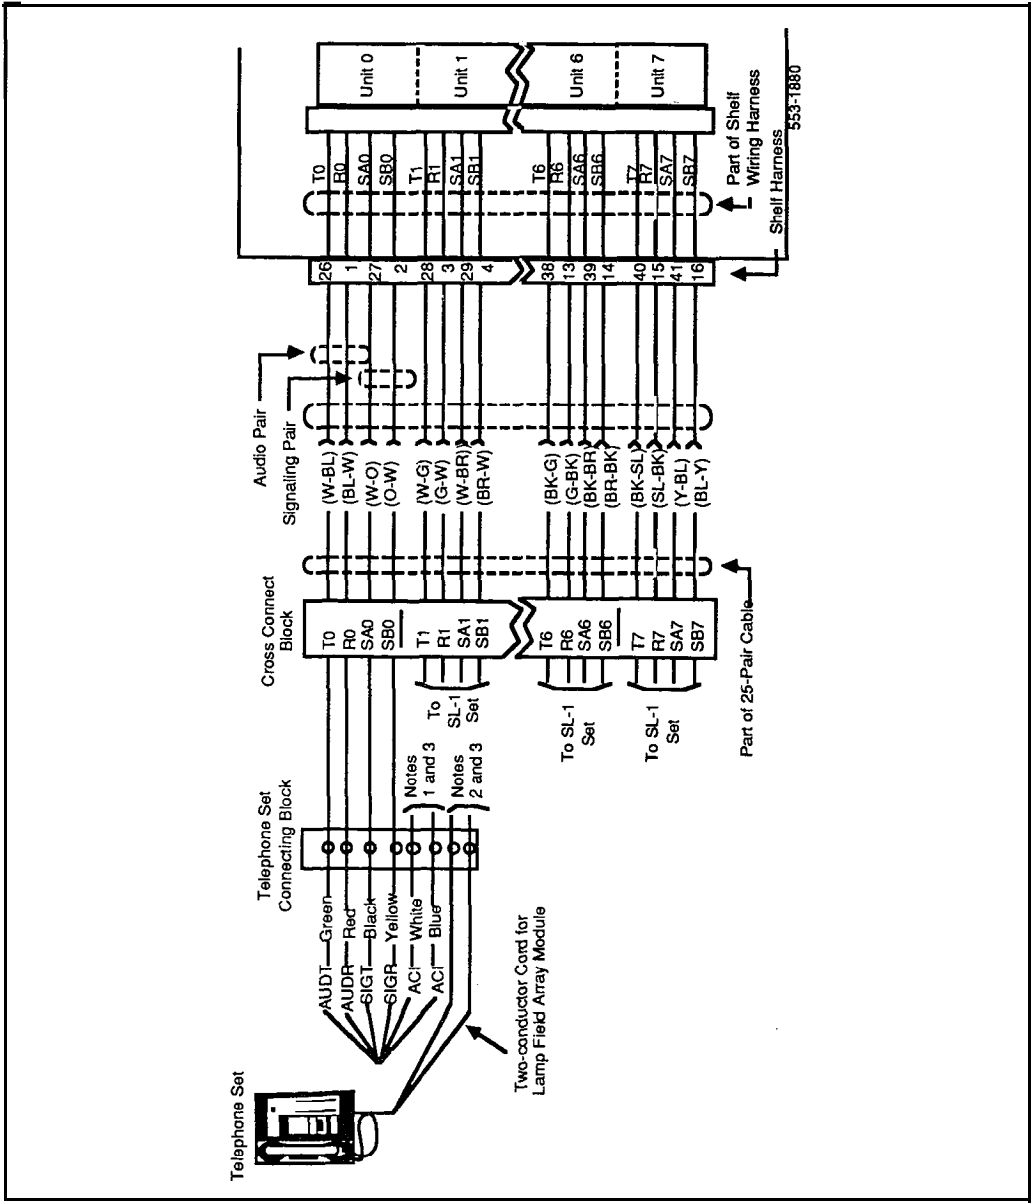 Telephone Set
AUDT
Green
AUDR
Red
SIGT
Black
SIGR
Yellow
ACI
White
ACI
Blue
Two-conductor Cord for
Lamp Field Array Module
Telephone Set
Connecting Block
Notes
1 and 3
Notes
2 and 3
Cross Connect
Block
T0
R0
SA0
SB0
T1
R1
SA1
SB1
T6
R6
SA6
SB6
T7
R7
SA7
SB7
To
SL-1
Set
To SL-1
Set
To SL-1
Set
Part of 25-Pair Cable
Audio Pair
Signaling Pair
(W-BL)
(BL-W)
(W-O)
(O-W)
(W-G)
(G-W)
(W-BR)
(BR-W)
(BK-G)
(G-BK)
(BK-BR)
(BR-BK)
(BK-SL)
(SL-BK)
(Y-BL)
(BL-Y)
26
1
27
2
28
3
29
4
38
13
39
14
40
15
41
16
Shelf Harness
T0
R0
SA0
SB0
T1
R1
SA1
SB1
T6
R6
SA6
SB6
T7
R7
SA7
SB7
Part of Shelf
Wiring Harness
Unit 0
Unit 1
Unit 6
Unit 7
553-1880